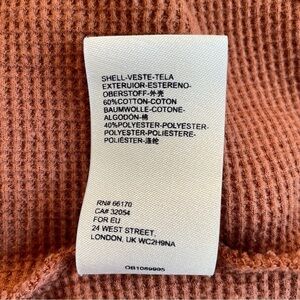 SHELL-VESTE-TELA
EXTERUIOR-ESTERENO-
OBERSTOFF-外壳
60%COTTON-COTON
BAUMWOLLE-COTONE-
ALGODÓN-棉
40%POLYESTER-POLYESTER-
POLYESTER-POLIESTERE-
POLIÉSTER-涤纶
RN# 66170
CA# 32054
FOR EU
24 WEST STREET,
LONDON, UK WC2H9NA
OB1089995